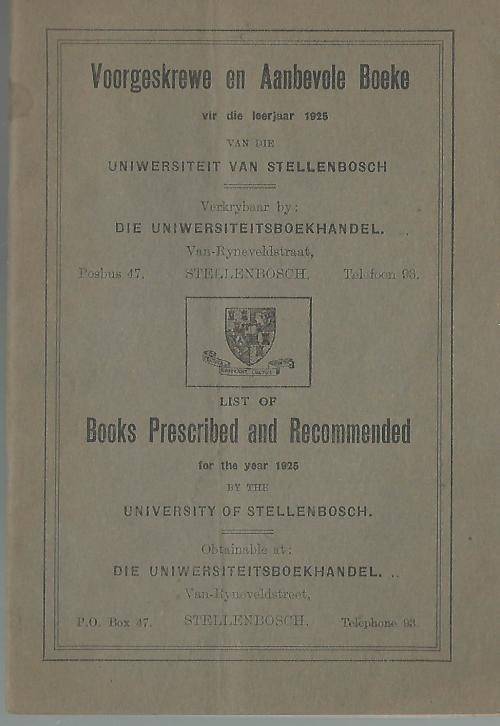 Voorgeskrewe en Aanbevole Boeke
vir die leerjaar 1925
VAN DIE
UNIWERSITEIT VAN STELLENBOSCH
Verkrybaar by:
DIE UNIWERSITEITSBOEKHANDEL.
Van-Ryneveldstraat,
Posbus 47. STELLENBOSCH. Telefoon 93.
LIST OF
Books Prescribed and Recommended
for the year 1925
BY THE
UNIVERSITY OF STELLENBOSCH.
Obtainable at:
DIE UNIWERSITEITSBOEKHANDEL.
Van-Ryneveldstreet,
P.O. Box 47. STELLENBOSCH. Telephone 93.